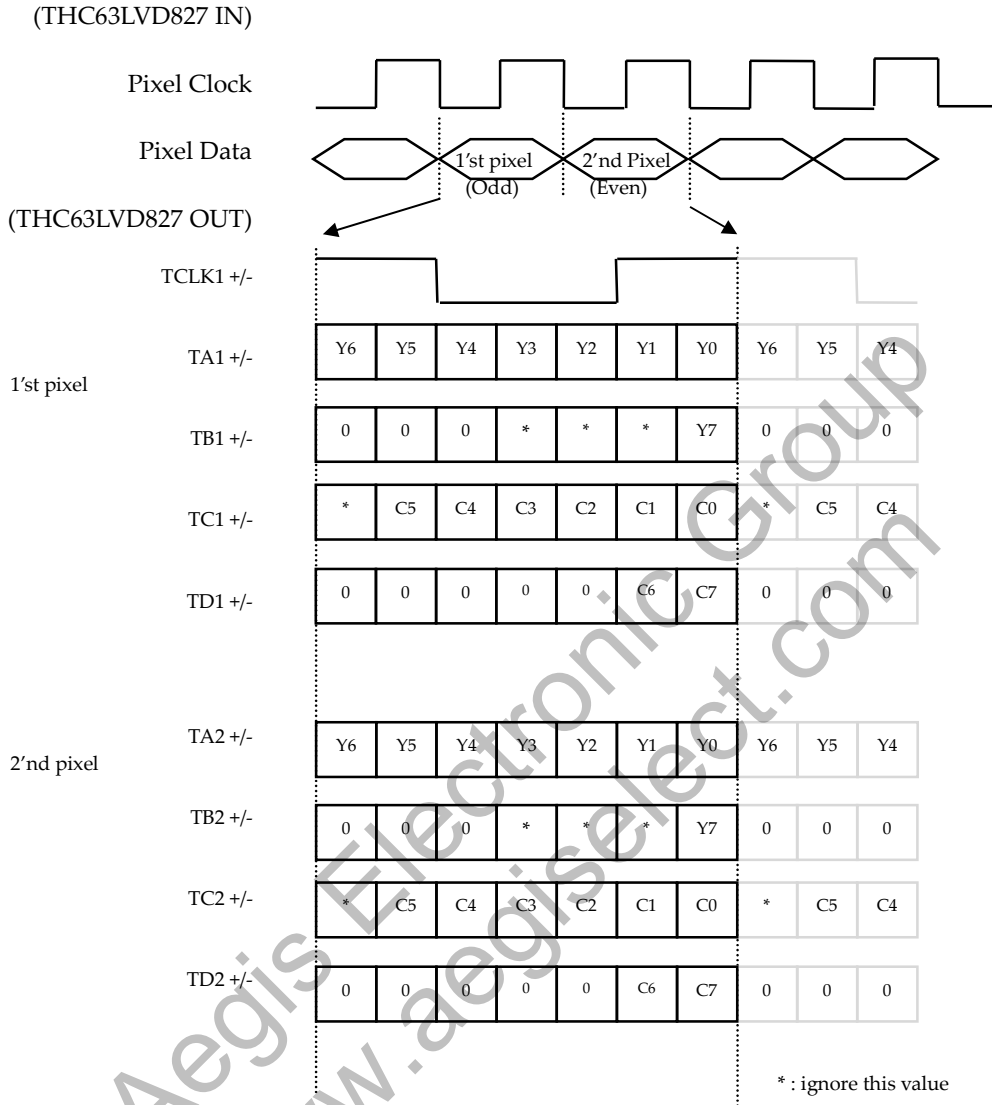 (THC63LVD827 IN)
Pixel Clock
Pixel Data
1'st pixel (Odd)
2'nd Pixel (Even)
(THC63LVD827 OUT)
TCLK1 +/-
1'st pixel
TA1 +/- Y6 Y5 Y4 Y3 Y2 Y1 Y0 Y6 Y5 Y4
TB1 +/- 0 0 0 * * * Y7 0 0 0
TC1 +/- * C5 C4 C3 C2 C1 C0 * C5 C4
TD1 +/- 0 0 0 0 0 C6 C7 0 0 0
2'nd pixel
TA2 +/- Y6 Y5 Y4 Y3 Y2 Y1 Y0 Y6 Y5 Y4
TB2 +/- 0 0 0 * * * Y7 0 0 0
TC2 +/- * C5 C4 C3 C2 C1 C0 * C5 C4
TD2 +/- 0 0 0 0 0 C6 C7 0 0 0
* : ignore this value
Aegis Electronic Group
www.aegiselect.com